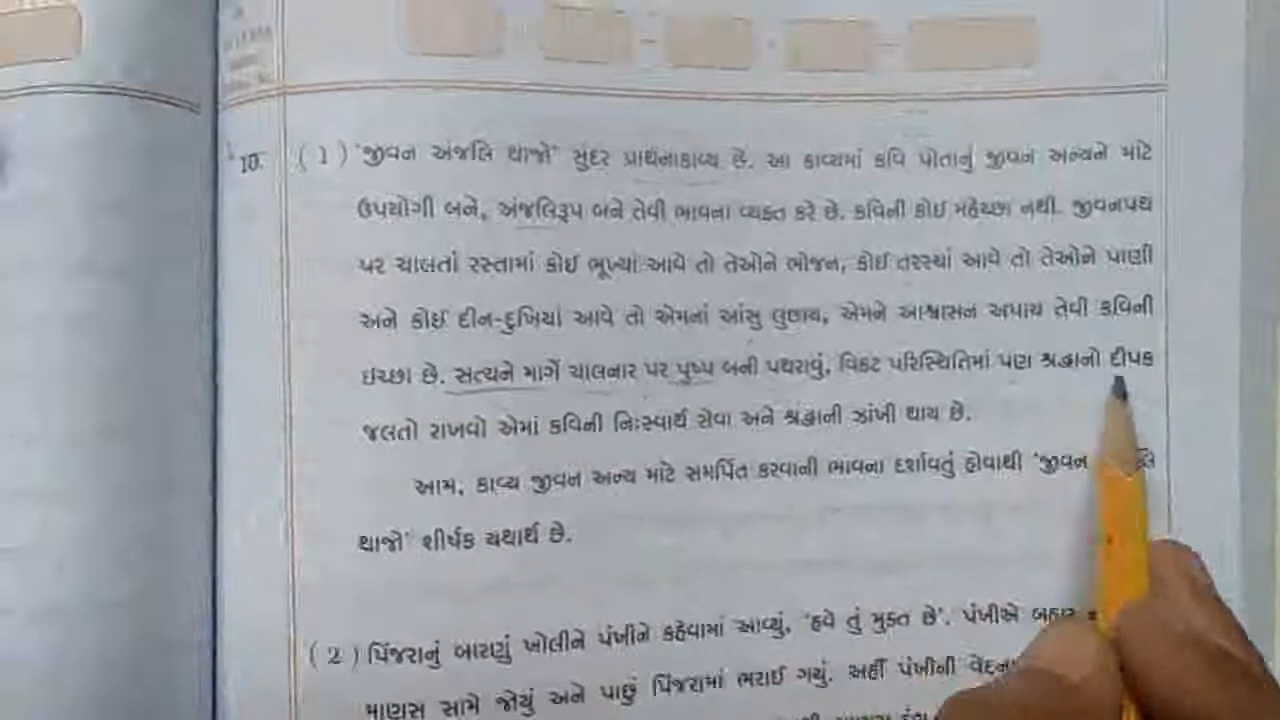 10. (1) 'જીવન અંજલિ થાજો' સુંદર પ્રાર્થનાકાવ્ય છે. આ કાવ્યમાં કવિ પોતાનું જીવન અન્યને માટે
ઉપયોગી બને, અંજલિરૂપ બને તેવી ભાવના વ્યક્ત કરે છે. કવિની કોઈ મહેચ્છા નથી. જીવનપથ
પર ચાલતાં રસ્તામાં કોઈ ભૂખ્યાં આવે તો તેઓને ભોજન, કોઈ તરસ્યાં આવે તો તેઓને પાણી
અને કોઈ દીન-દુખિયાં આવે તો એમનાં આંસુ લુછાય, એમને આશ્વાસન અપાય તેવી કવિની
ઇચ્છા છે. સત્યને માર્ગે ચાલનાર પર પુષ્પ બની પથરાવું, વિકટ પરિસ્થિતિમાં પણ શ્રદ્ધાનો દીપક
જલતો રાખવો એમાં કવિની નિઃસ્વાર્થ સેવા અને શ્રદ્ધાની ઝાંખી થાય છે.
આમ, કાવ્ય જીવન અન્ય માટે સમર્પિત કરવાની ભાવના દર્શાવતું હોવાથી 'જીવન
થાજો' શીર્ષક યથાર્થ છે.
(2) પિંજરાનું બારણું ખોલીને પંખીને કહેવામાં આવ્યું, 'હવે તું મુક્ત છે'. પંખીએ બહાર
માણસ સામે જોયું અને પાછું પિંજરામાં ભરાઈ ગયું. અહીં પંખીની વેદના